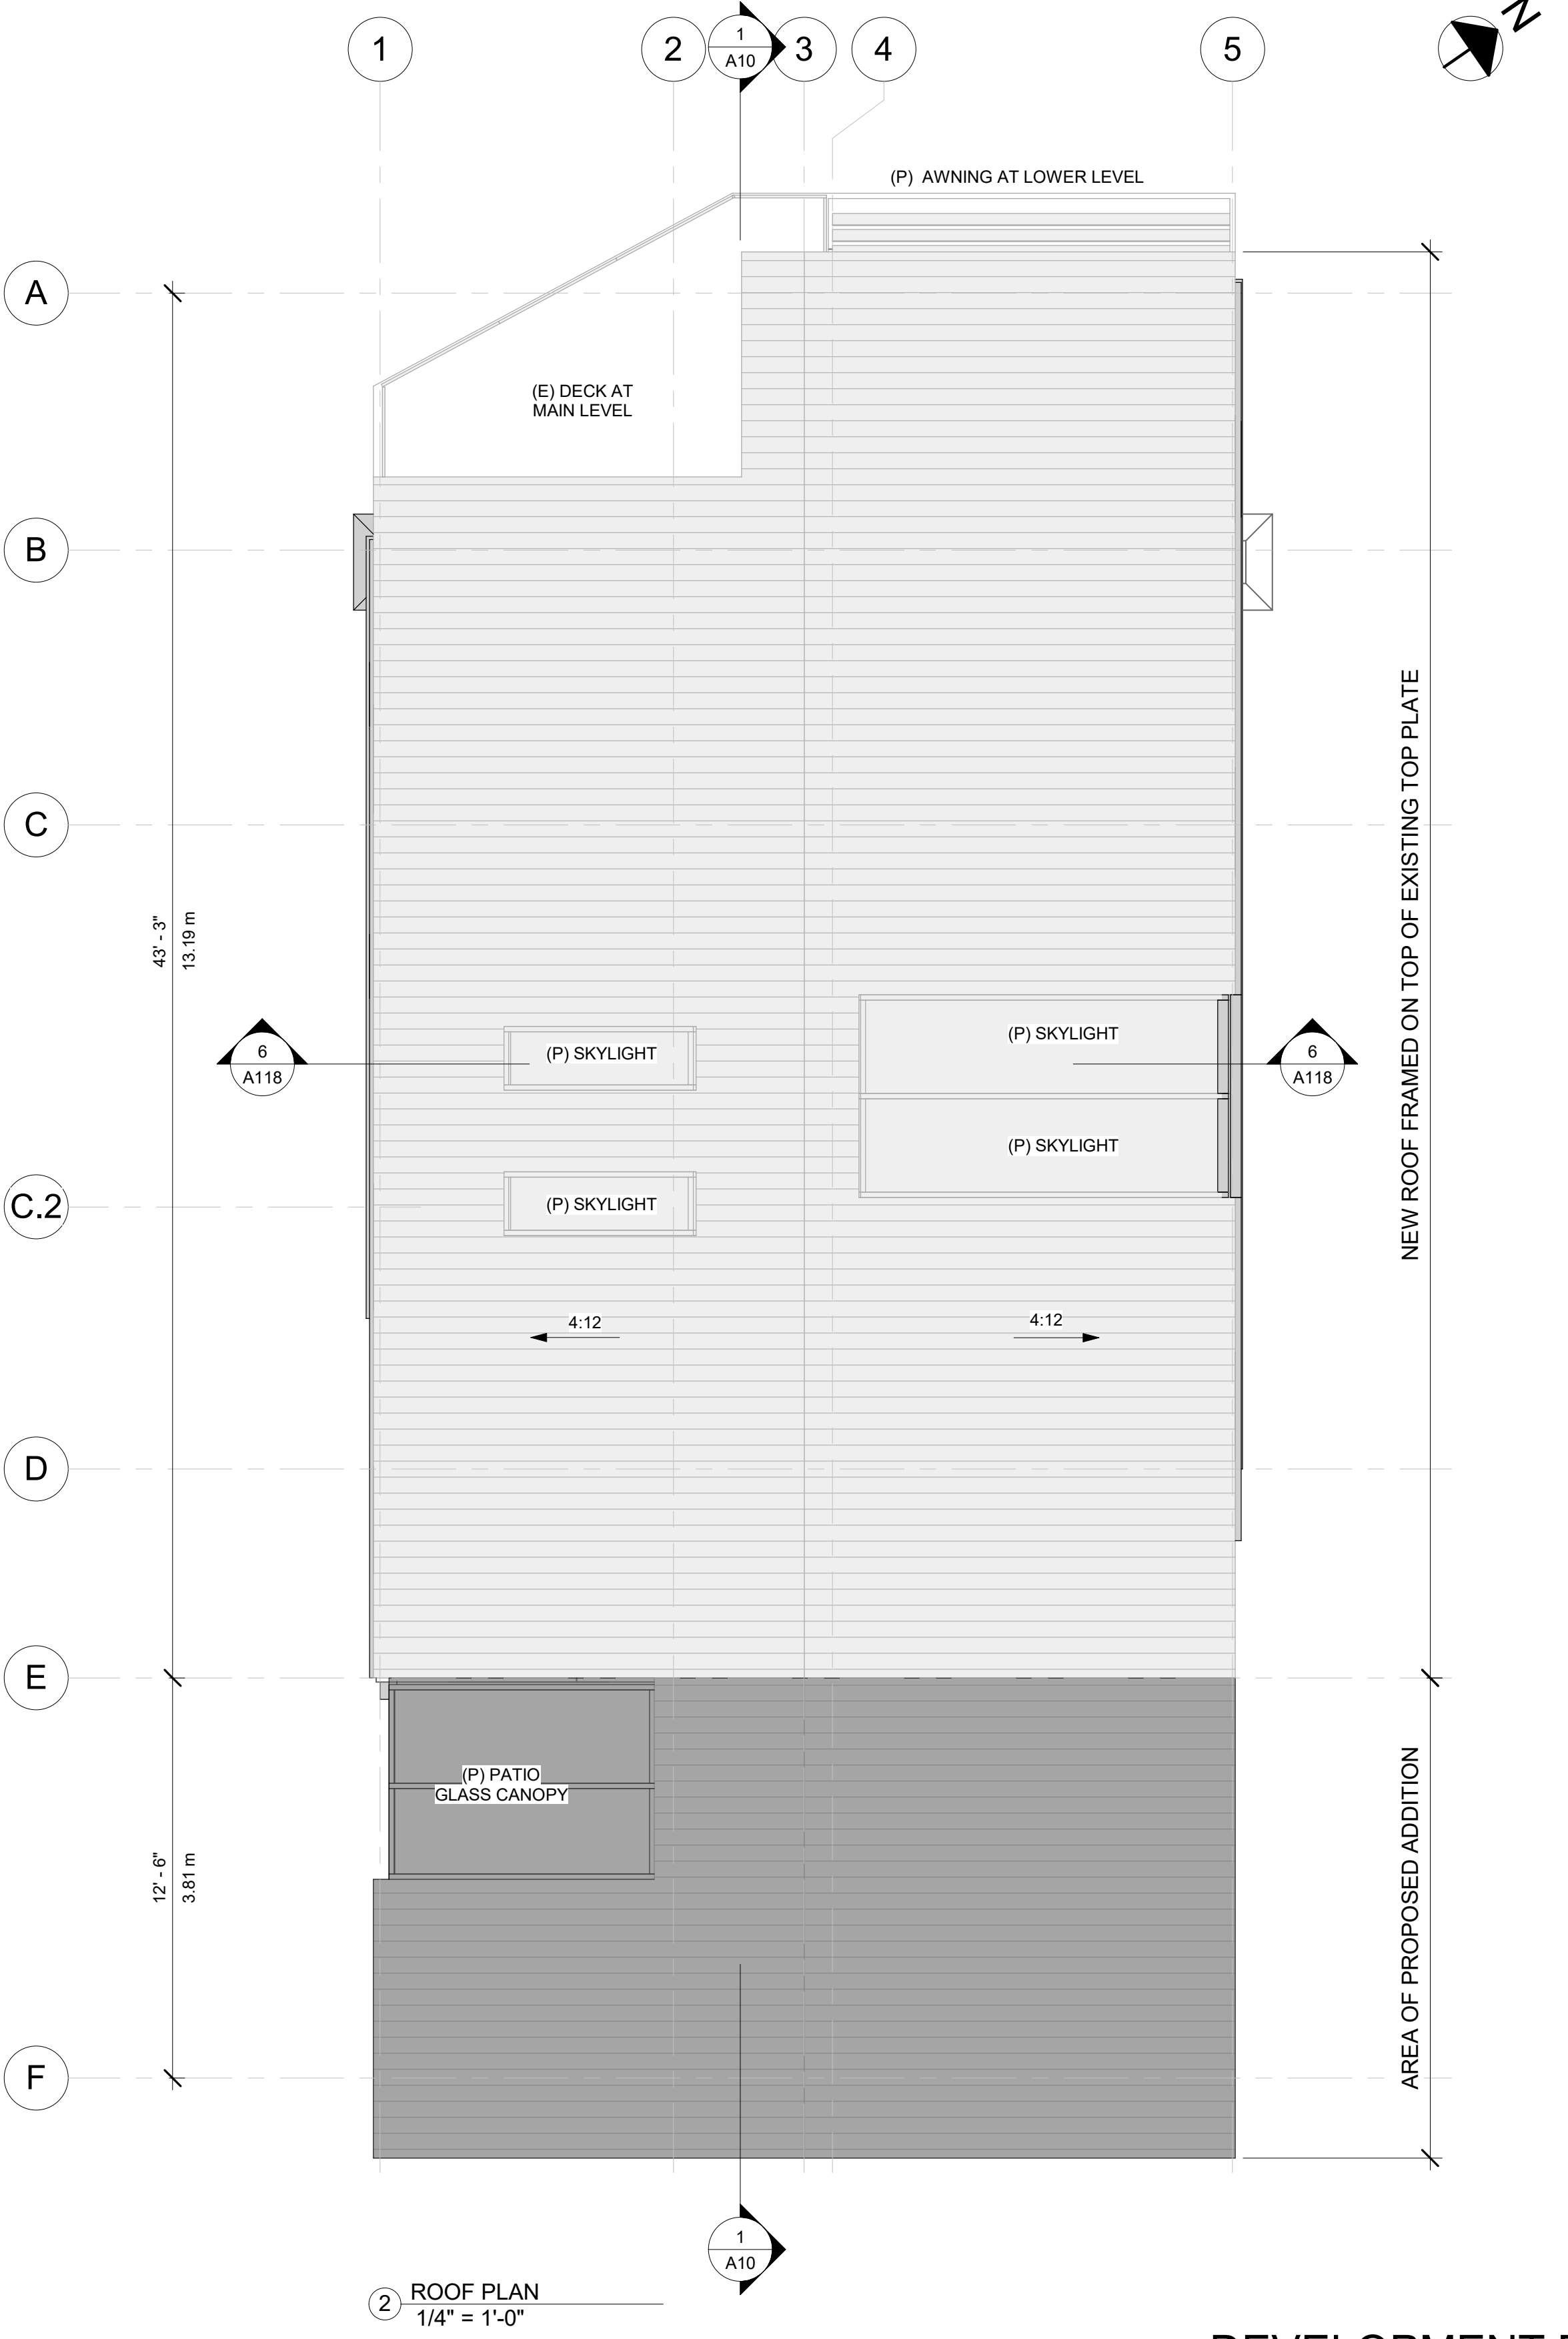 N
1
2
1
A10
3
4
5
(P) AWNING AT LOWER LEVEL
A
(E) DECK AT
MAIN LEVEL
B
C
43' - 3"
13.19 m
NEW ROOF FRAMED ON TOP OF EXISTING TOP PLATE
6
A118
(P) SKYLIGHT
(P) SKYLIGHT
6
A118
(P) SKYLIGHT
C.2
(P) SKYLIGHT
4:12
4:12
D
E
(P) PATIO
GLASS CANOPY
12' - 6"
3.81 m
AREA OF PROPOSED ADDITION
F
1
A10
2
ROOF PLAN
1/4" = 1'-0"